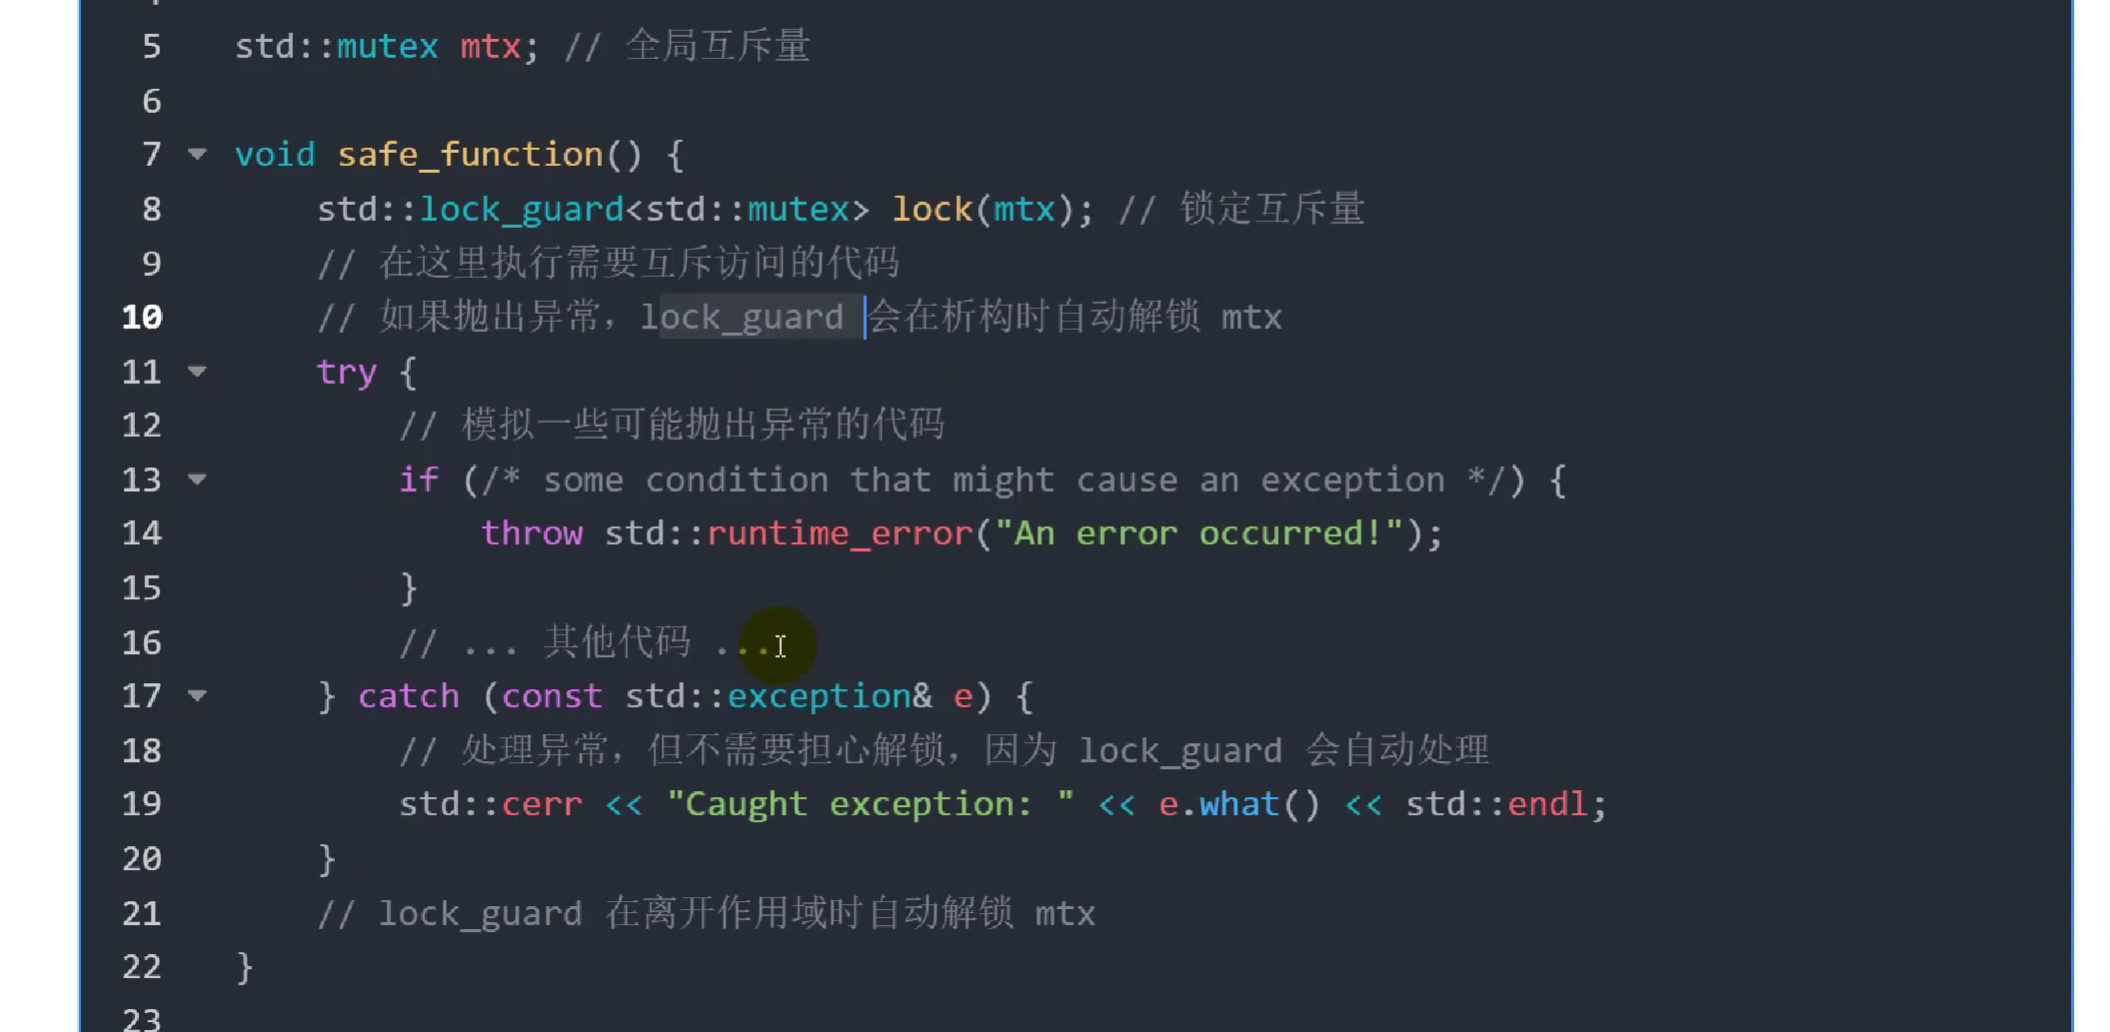 5 std::mutex mtx; // 全局互斥量
6
7 void safe_function() {
8 std::lock_guard<std::mutex> lock(mtx); // 锁定互斥量
9 // 在这里执行需要互斥访问的代码
10 // 如果抛出异常，lock_guard 会在析构时自动解锁 mtx
11 try {
12 // 模拟一些可能抛出异常的代码
13 if (/* some condition that might cause an exception */) {
14 throw std::runtime_error("An error occurred!");
15 }
16 // ... 其他代码 ...
17 } catch (const std::exception& e) {
18 // 处理异常，但不需要担心解锁，因为 lock_guard 会自动处理
19 std::cerr << "Caught exception: " << e.what() << std::endl;
20 }
21 // lock_guard 在离开作用域时自动解锁 mtx
22 }
23